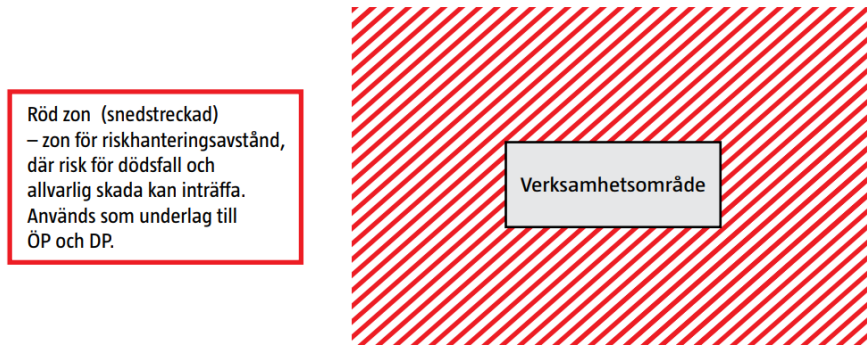 Röd zon (snedstreckad)
– zon för riskhanteringsavstånd,
där risk för dödsfall och
allvarlig skada kan inträffa.
Används som underlag till
ÖP och DP.
Verksamhetsområde